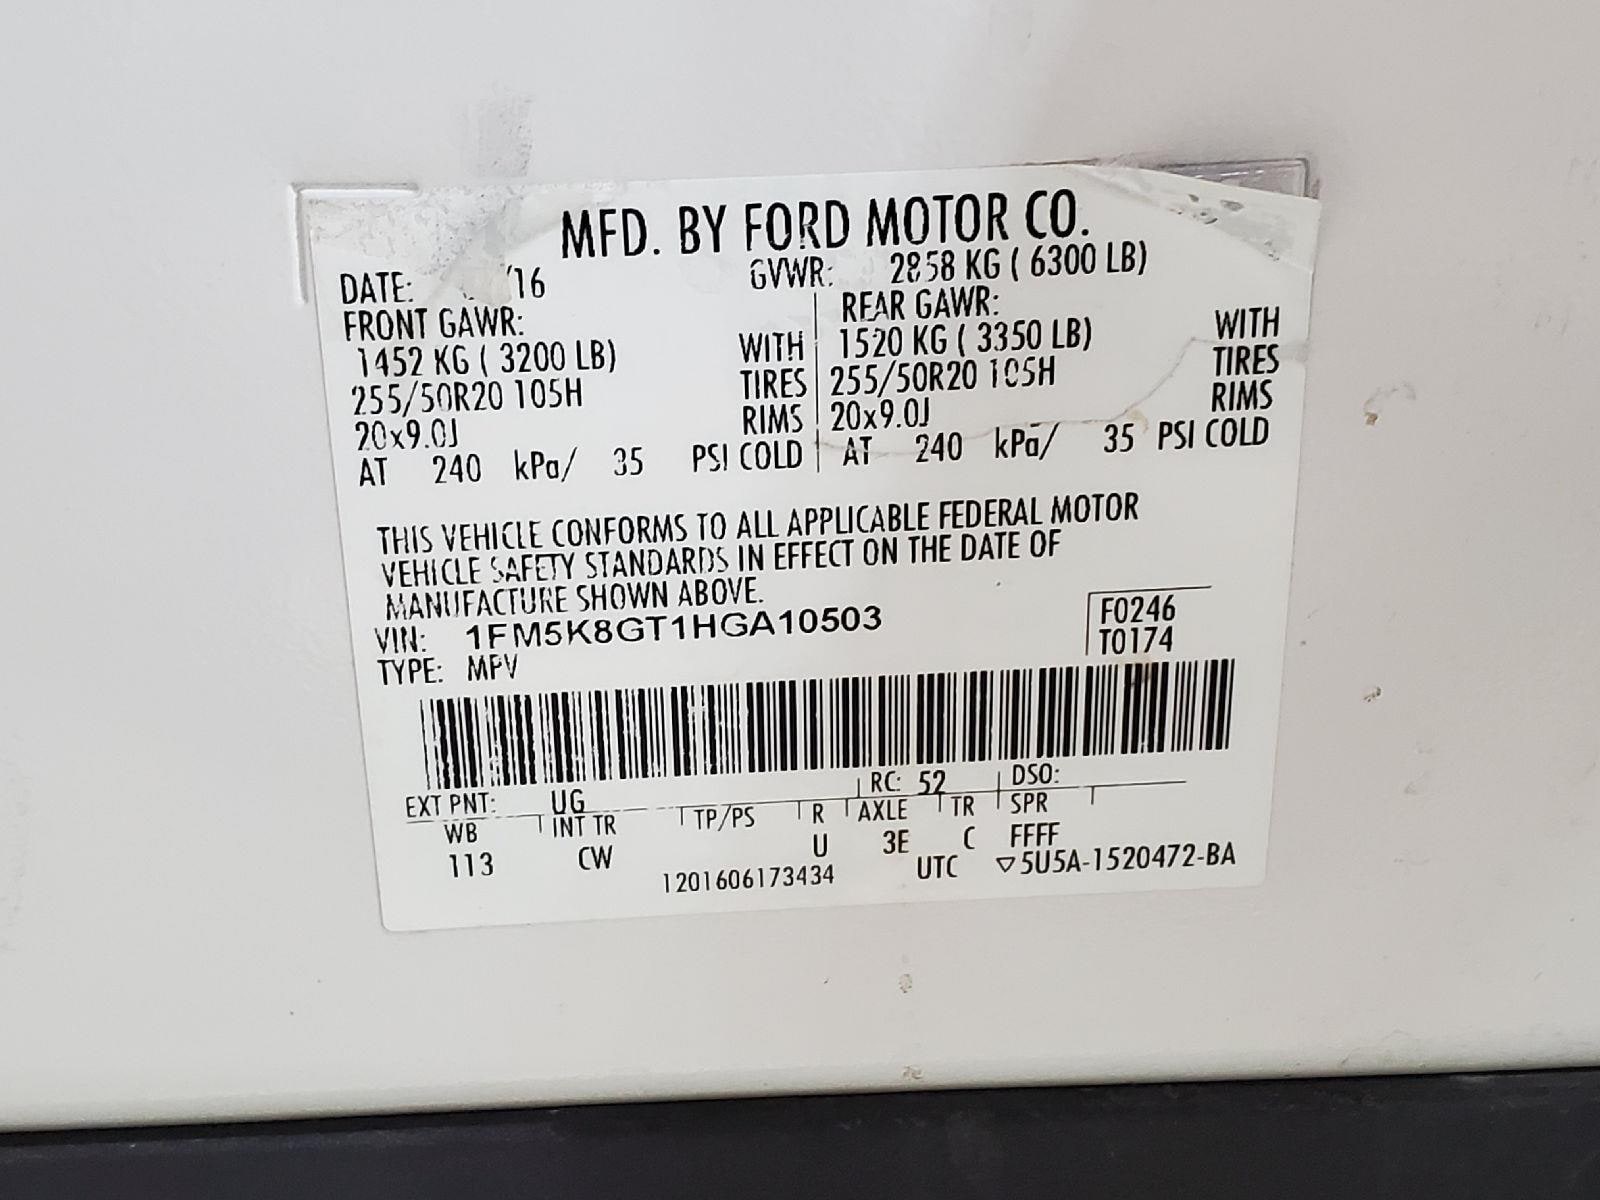 MFD. BY FORD MOTOR CO.
DATE: /16 GVWR: 2858 KG ( 6300 LB)
FRONT GAWR: REAR GAWR:
1452 KG ( 3200 LB) WITH 1520 KG ( 3350 LB) WITH
255/50R20 105H TIRES 255/50R20 105H TIRES
20x9.0J RIMS 20x9.0J RIMS
AT 240 kPa/ 35 PSI COLD AT 240 kPa/ 35 PSI COLD
THIS VEHICLE CONFORMS TO ALL APPLICABLE FEDERAL MOTOR
VEHICLE SAFETY STANDARDS IN EFFECT ON THE DATE OF
MANUFACTURE SHOWN ABOVE.
VIN: 1FM5K8GT1HGA10503 F0246
TYPE: MPV T0174
EXT PNT: UG RC: 52 DSO:
WB INT TR TP/PS R AXLE TR SPR
113 CW U 3E C FFFF
1201606173434 UTC ▽5U5A-1520472-BA